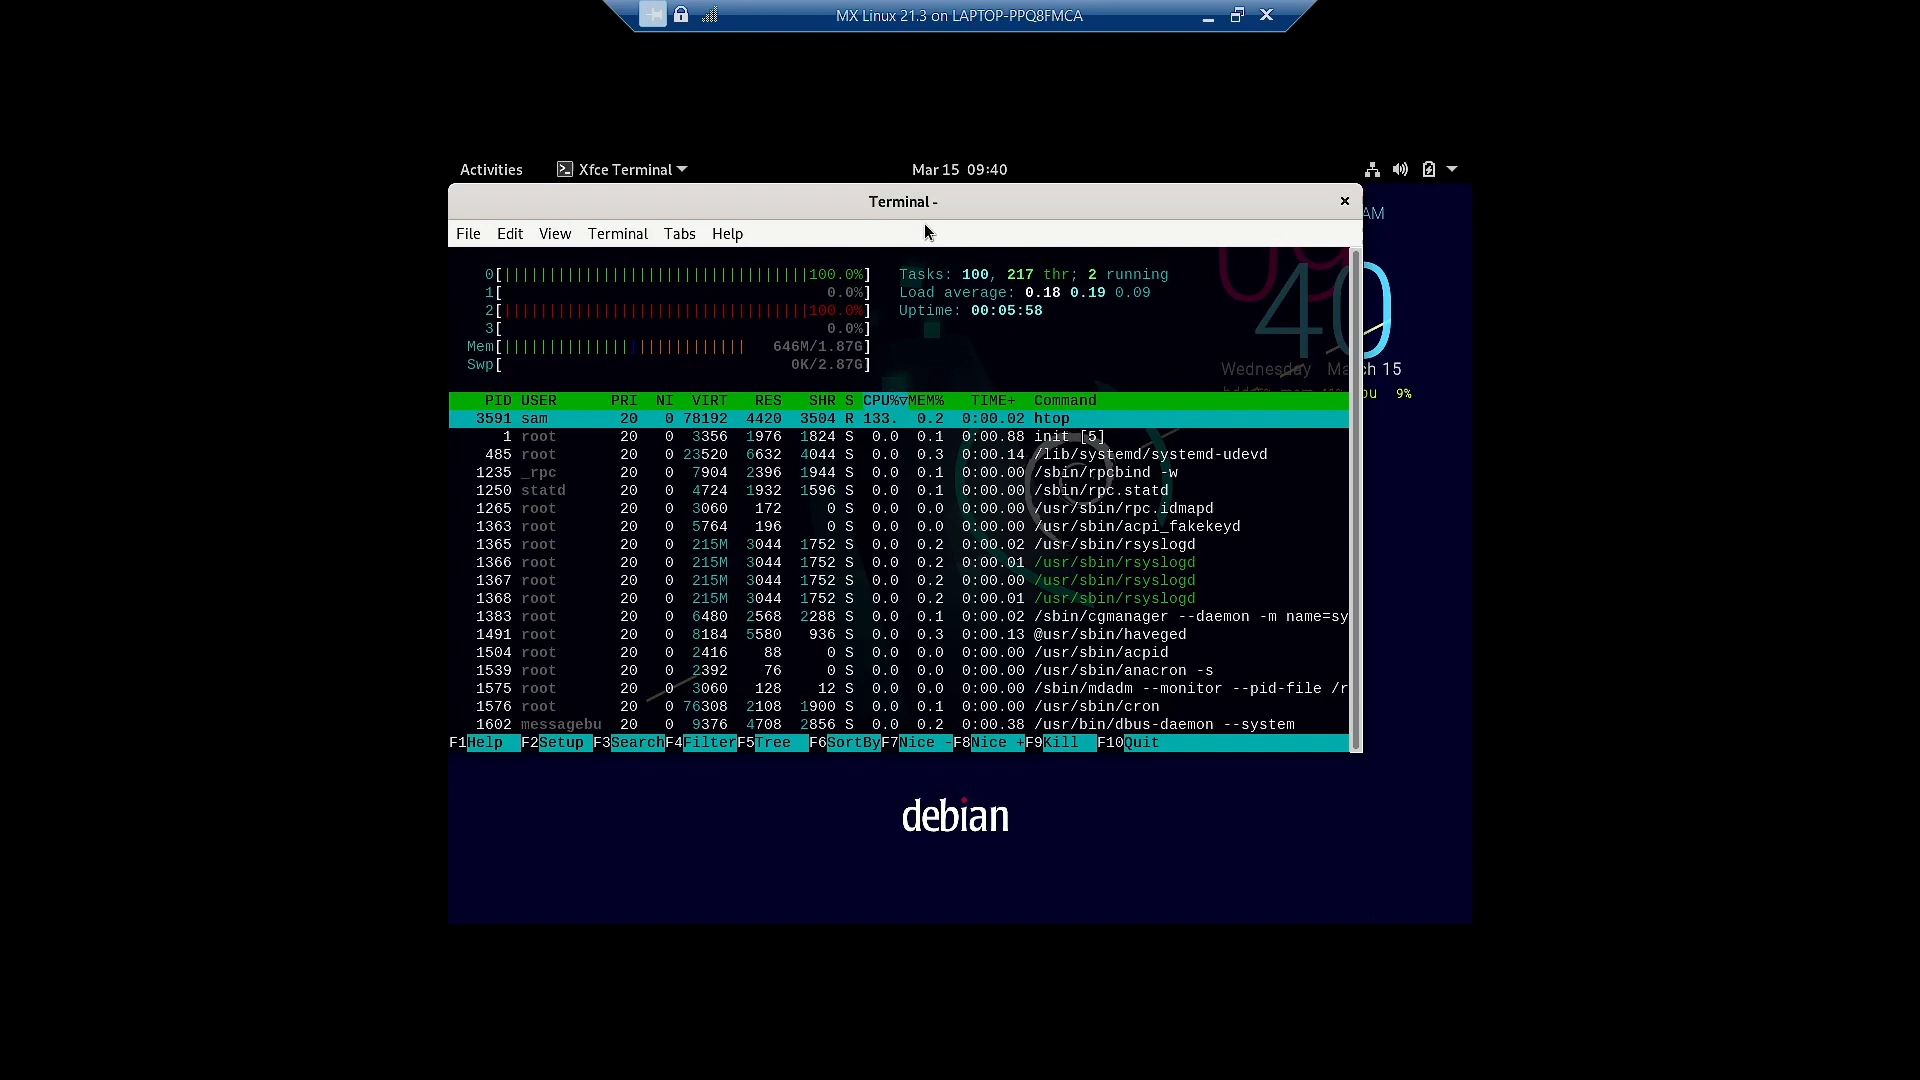 MX Linux 21.3 on LAPTOP-PPQ8FMCA
Activities Xfce Terminal Mar 15 09:40
Terminal -
AM
File Edit View Terminal Tabs Help
0[||||||||||||||||||||||||||||||||||100.0%] Tasks: 100, 217 thr; 2 running
1[ 0.0%] Load average: 0.18 0.19 0.09
2[||||||||||||||||||||||||||||||||||100.0%] Uptime: 00:05:58
3[ 0.0%]
40
Mem[||||||||||||||||||||||||||| 646M/1.87G]
Swp[ 0K/2.87G]
Wednesday March 15
9%
PID USER PRI NI VIRT RES SHR S CPU%▽MEM% TIME+ Command
3591 sam 20 0 78192 4420 3504 R 133. 0.2 0:00.02 htop
1 root 20 0 3356 1976 1824 S 0.0 0.1 0:00.88 init [5]
485 root 20 0 23520 6632 4044 S 0.0 0.3 0:00.14 /lib/systemd/systemd-udevd
1235 _rpc 20 0 7904 2396 1944 S 0.0 0.1 0:00.00 /sbin/rpcbind -w
1250 statd 20 0 4724 1932 1596 S 0.0 0.1 0:00.00 /sbin/rpc.statd
1265 root 20 0 3060 172 0 S 0.0 0.0 0:00.00 /usr/sbin/rpc.idmapd
1363 root 20 0 5764 196 0 S 0.0 0.0 0:00.00 /usr/sbin/acpi_fakekeyd
1365 root 20 0 215M 3044 1752 S 0.0 0.2 0:00.02 /usr/sbin/rsyslogd
1366 root 20 0 215M 3044 1752 S 0.0 0.2 0:00.01 /usr/sbin/rsyslogd
1367 root 20 0 215M 3044 1752 S 0.0 0.2 0:00.00 /usr/sbin/rsyslogd
1368 root 20 0 215M 3044 1752 S 0.0 0.2 0:00.01 /usr/sbin/rsyslogd
1383 root 20 0 6480 2568 2288 S 0.0 0.1 0:00.02 /sbin/cgmanager --daemon -m name=sy
1491 root 20 0 8184 5580 936 S 0.0 0.3 0:00.13 @usr/sbin/haveged
1504 root 20 0 2416 88 0 S 0.0 0.0 0:00.00 /usr/sbin/acpid
1539 root 20 0 2392 76 0 S 0.0 0.0 0:00.00 /usr/sbin/anacron -s
1575 root 20 0 3060 128 12 S 0.0 0.0 0:00.00 /sbin/mdadm --monitor --pid-file /r
1576 root 20 0 76308 2108 1900 S 0.0 0.1 0:00.00 /usr/sbin/cron
1602 messagebu 20 0 9376 4708 2856 S 0.0 0.2 0:00.38 /usr/bin/dbus-daemon --system
F1Help F2Setup F3SearchF4FilterF5Tree F6SortByF7Nice -F8Nice +F9Kill F10Quit
debian